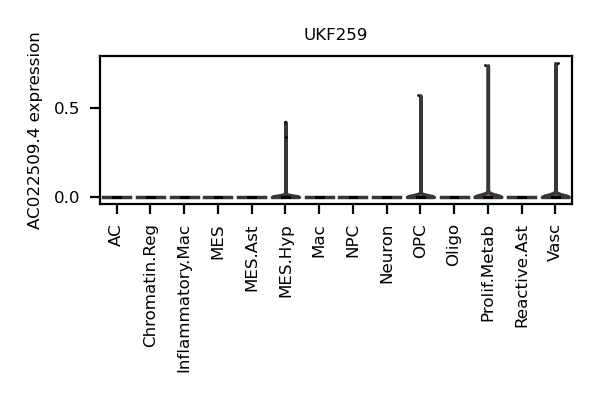 UKF259
AC022509.4 expression
0.5
0.0
AC
Chromatin.Reg
Inflammatory.Mac
MES
MES.Ast
MES.Hyp
Mac
NPC
Neuron
OPC
Oligo
Prolif.Metab
Reactive.Ast
Vasc